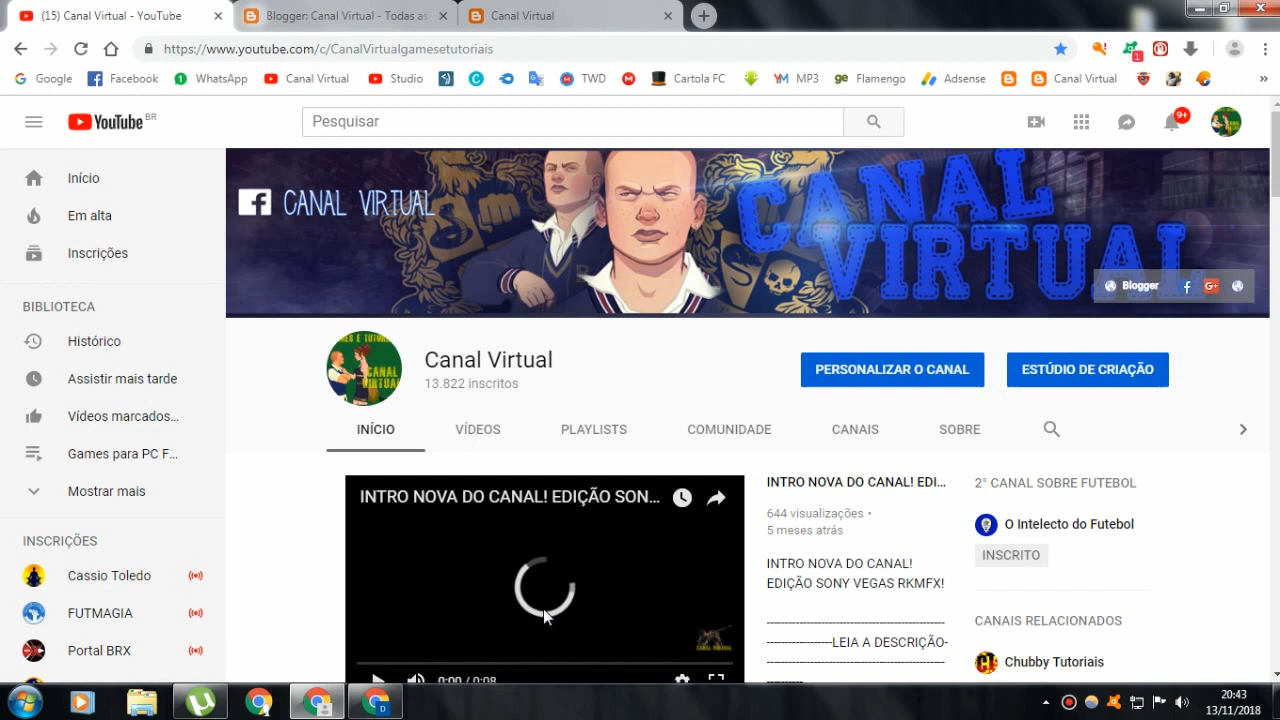 (15) Canal Virtual - YouTube
Blogger: Canal Virtual - Todas as
Canal Virtual
https://www.youtube.com/c/CanalVirtualgamesetutoriais
1
Google
Facebook
WhatsApp
Canal Virtual
Studio
TWD
Cartola FC
MP3
Flamengo
Adsense
Canal Virtual
YouTube BR
Pesquisar
9+
Início
Em alta
Inscrições
BIBLIOTECA
Histórico
Assistir mais tarde
Vídeos marcados...
Games para PC F...
Mostrar mais
INSCRIÇÕES
Cassio Toledo
FUTMAGIA
Portal BRX
CANAL VIRTUAL
CANAL
VIRTUAL
Blogger
Canal Virtual
13.822 inscritos
PERSONALIZAR O CANAL
ESTÚDIO DE CRIAÇÃO
INÍCIO
VÍDEOS
PLAYLISTS
COMUNIDADE
CANAIS
SOBRE
INTRO NOVA DO CANAL! EDIÇÃO SON...
0:00 / 0:08
INTRO NOVA DO CANAL! EDI...
644 visualizações •
5 meses atrás
INTRO NOVA DO CANAL!
EDIÇÃO SONY VEGAS RKMFX!
------------------LEIA A DESCRIÇÃO-
2° CANAL SOBRE FUTEBOL
O Intelecto do Futebol
INSCRITO
CANAIS RELACIONADOS
Chubby Tutoriais
20:43
13/11/2018